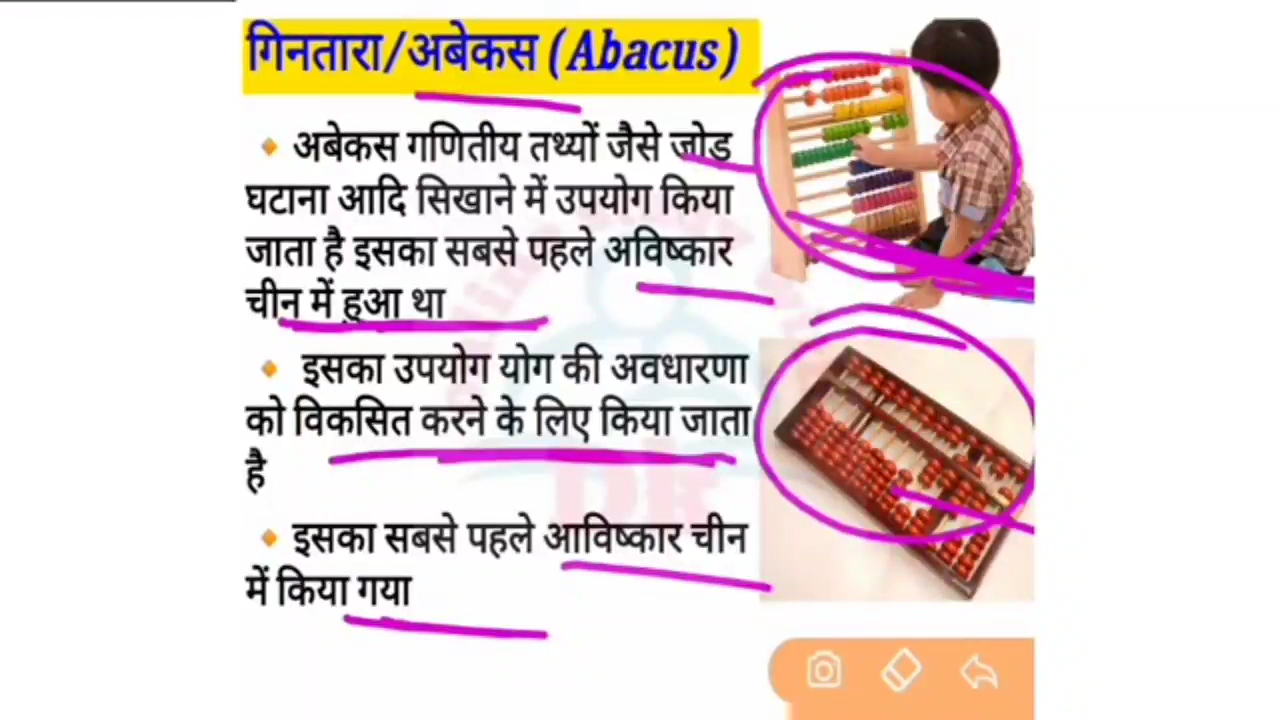 गिनतारा/अबेकस (Abacus)
🔸 अबेकस गणितीय तथ्यों जैसे जोड
घटाना आदि सिखाने में उपयोग किया
जाता है इसका सबसे पहले अविष्कार
चीन में हुआ था
🔸 इसका उपयोग योग की अवधारणा
को विकसित करने के लिए किया जाता
है
🔸 इसका सबसे पहले आविष्कार चीन
में किया गया